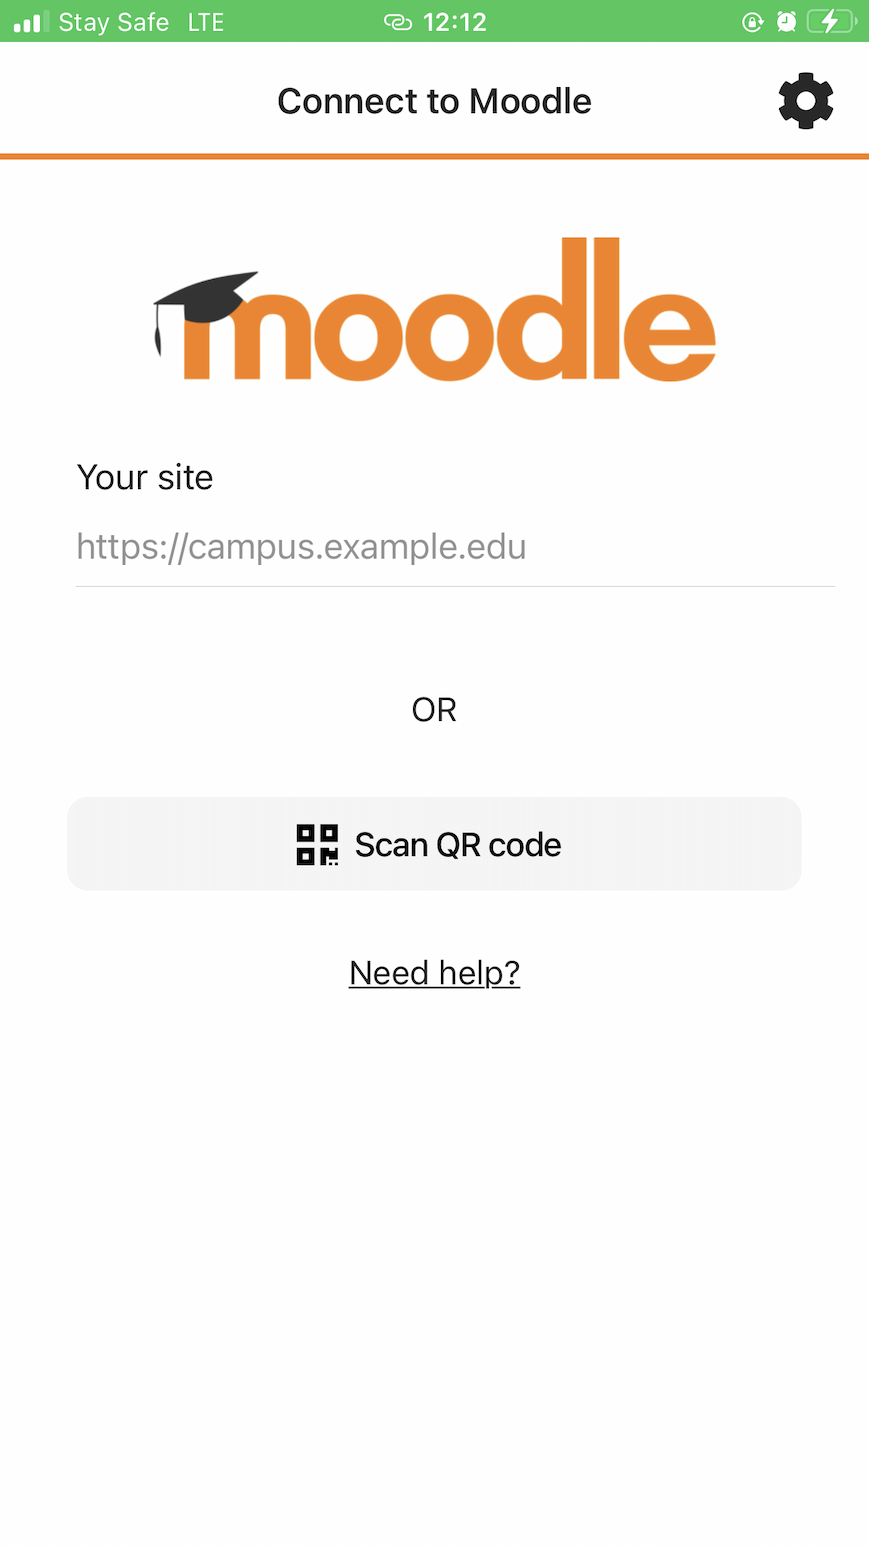 Stay Safe LTE 12:12
Connect to Moodle
moodle
Your site
https://campus.example.edu
OR
Scan QR code
Need help?